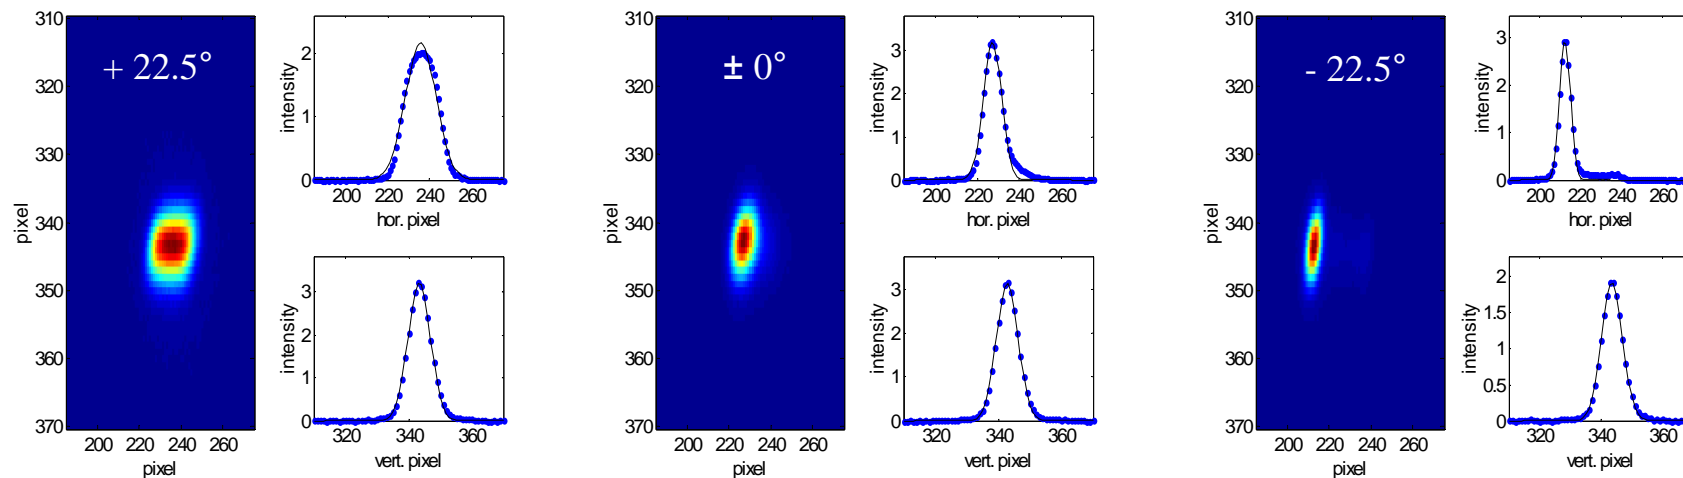 + 22.5°
310
320
330
340
350
360
370
pixel
200 220 240 260
pixel
intensity
2
1
0
200 220 240 260
hor. pixel
intensity
3
2
1
0
320 340 360
vert. pixel
± 0°
310
320
330
340
350
360
370
pixel
200 220 240 260
pixel
intensity
3
2
1
0
200 220 240 260
hor. pixel
intensity
3
2
1
0
320 340 360
vert. pixel
- 22.5°
310
320
330
340
350
360
370
pixel
200 220 240 260
pixel
intensity
3
2
1
0
200 220 240 260
hor. pixel
intensity
2
1.5
1
0.5
0
320 340 360
vert. pixel